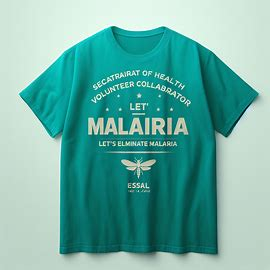 SECATRAIRAT OF HEALTH
VOLUNTEER COLLABRATOR
LET'
MALAIRIA
LET'S ELMINATE MALARIA
ESSAL